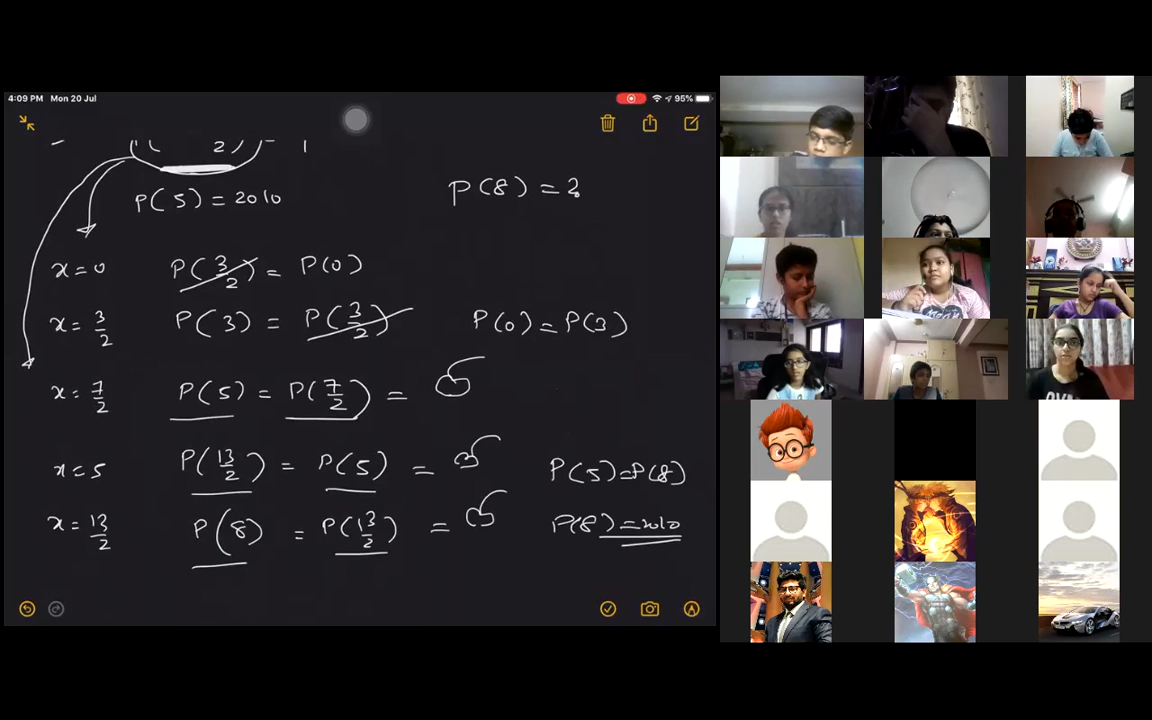 4:09 PM Mon 20 Jul
95%
P(5) = 2010
P(8) = ?
x=0 P(3/2) = P(0)
x=3/2 P(3) = P(3/2) P(0)=P(3)
x=7/2 P(5) = P(7/2) =
x=5 P(13/2) = P(5) = P(5)=P(8)
x=13/2 P(8) = P(13/2) = P(8)=2010